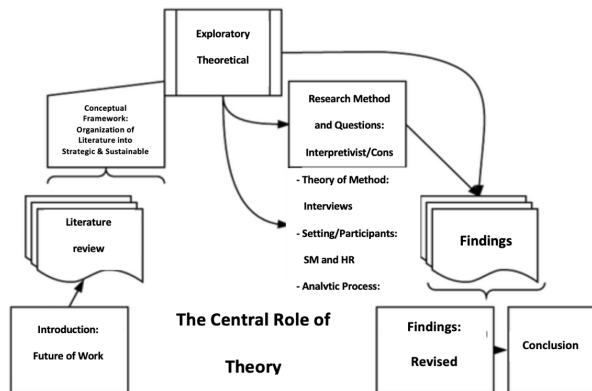 Exploratory
Theoretical
Conceptual
Framework:
Organization of
Literature into
Strategic & Sustainable
Research Method
and Questions:
Interpretivist/Cons
- Theory of Method:
Interviews
- Setting/Participants:
SM and HR
- Analytic Process:
Literature
review
Findings
Introduction:
Future of Work
The Central Role of
Theory
Findings:
Revised
Conclusion